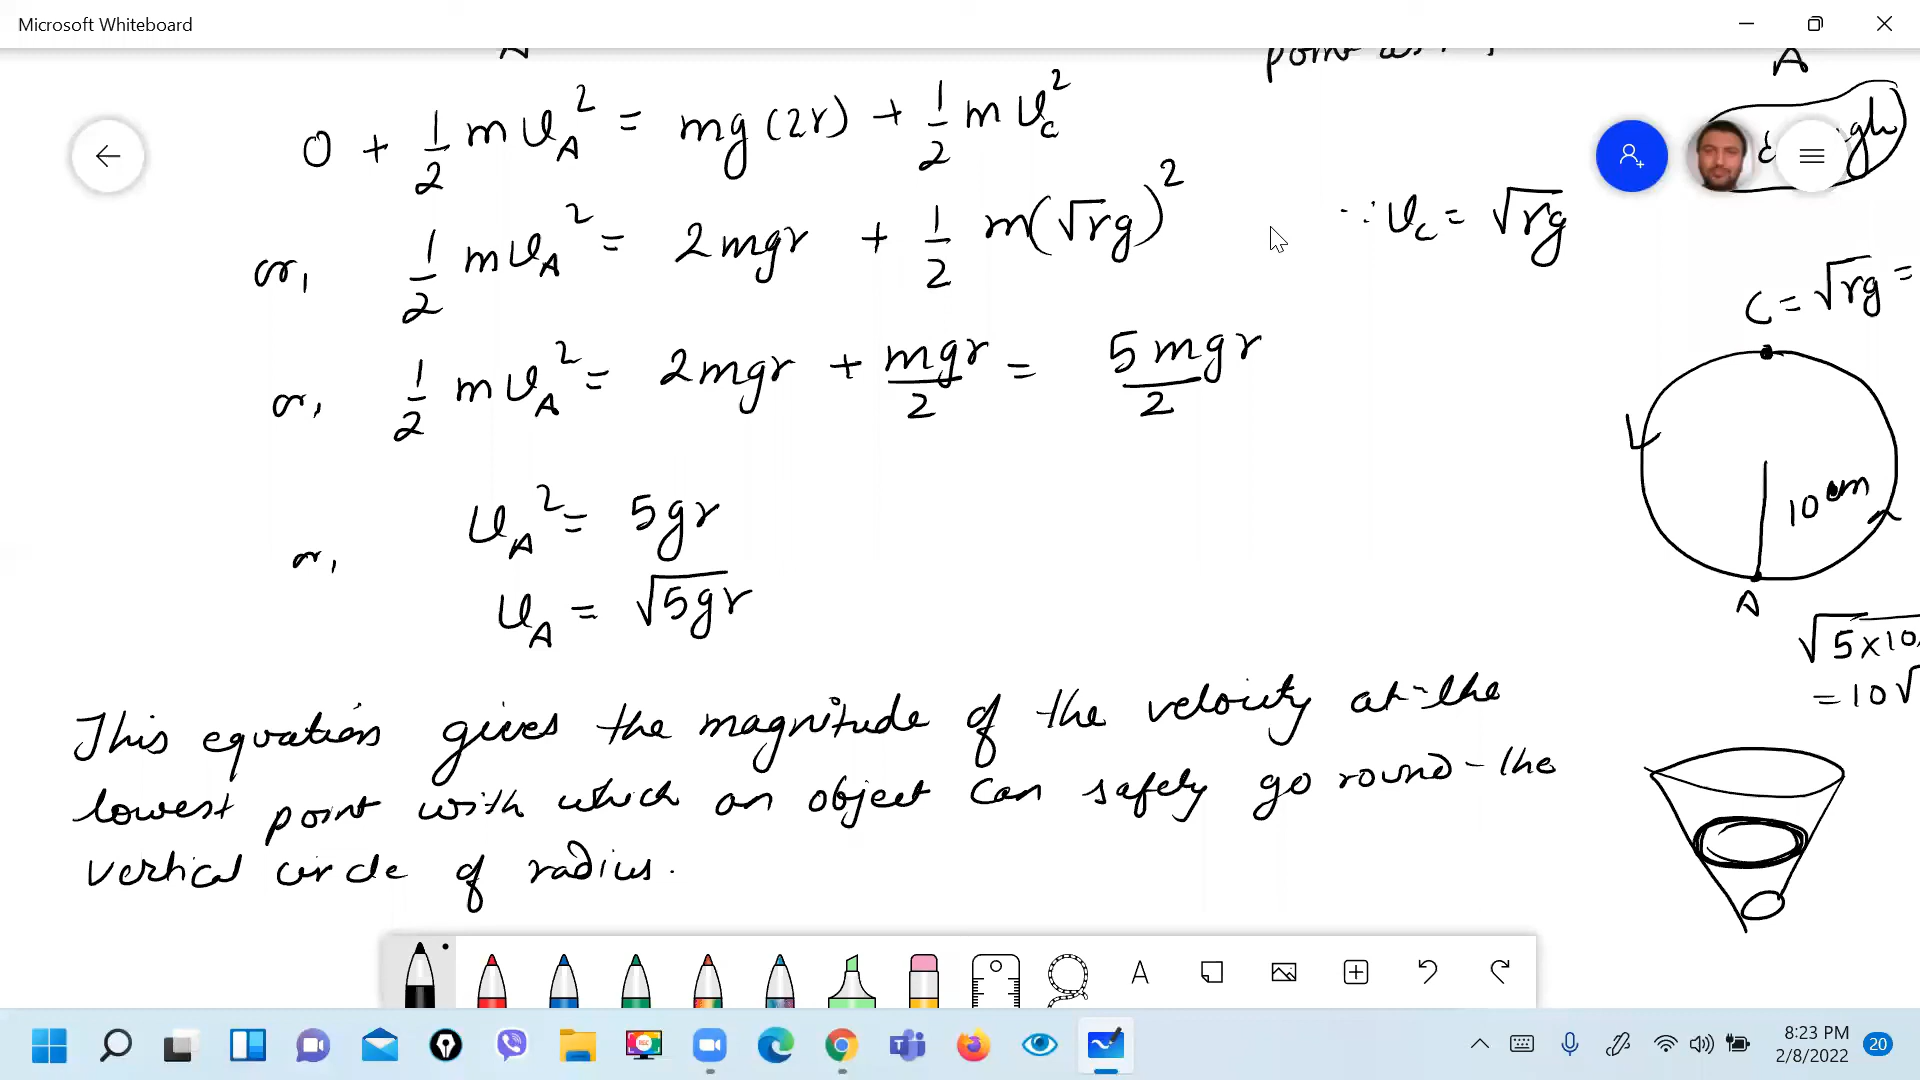 Microsoft Whiteboard
A
A
0 + 1/2 m v_A^2 = mg(2r) + 1/2 m v_c^2
or, 1/2 m v_A^2 = 2mgr + 1/2 m(√rg)^2 ∵ v_c = √rg
C = √rg =
or, 1/2 m v_A^2 = 2mgr + mgr/2 = 5mgr/2
10 cm
v_A^2 = 5gr
or,
v_A = √5gr
A
√5×10
= 10√
This equation gives the magnitude of the velocity at the
lowest point with which an object can safely go round the
vertical circle of radius.
A
8:23 PM
2/8/2022
20